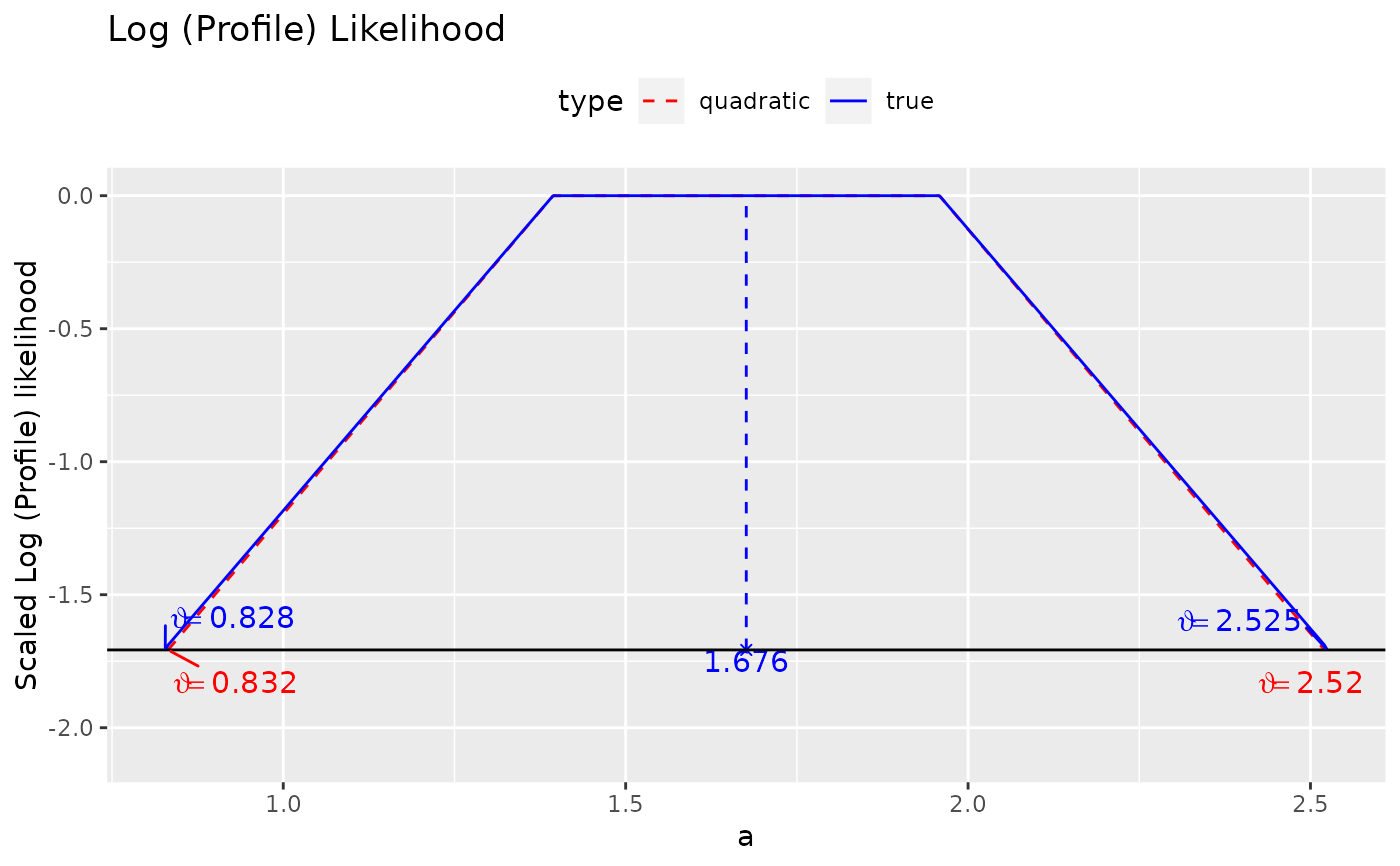 Log (Profile) Likelihood
type quadratic true
Scaled Log (Profile) likelihood
0.0
-0.5
-1.0
-1.5
-2.0
ϑ= 0.828
ϑ= 2.525
1.676
ϑ= 0.832
ϑ= 2.52
1.0 1.5 2.0 2.5
a